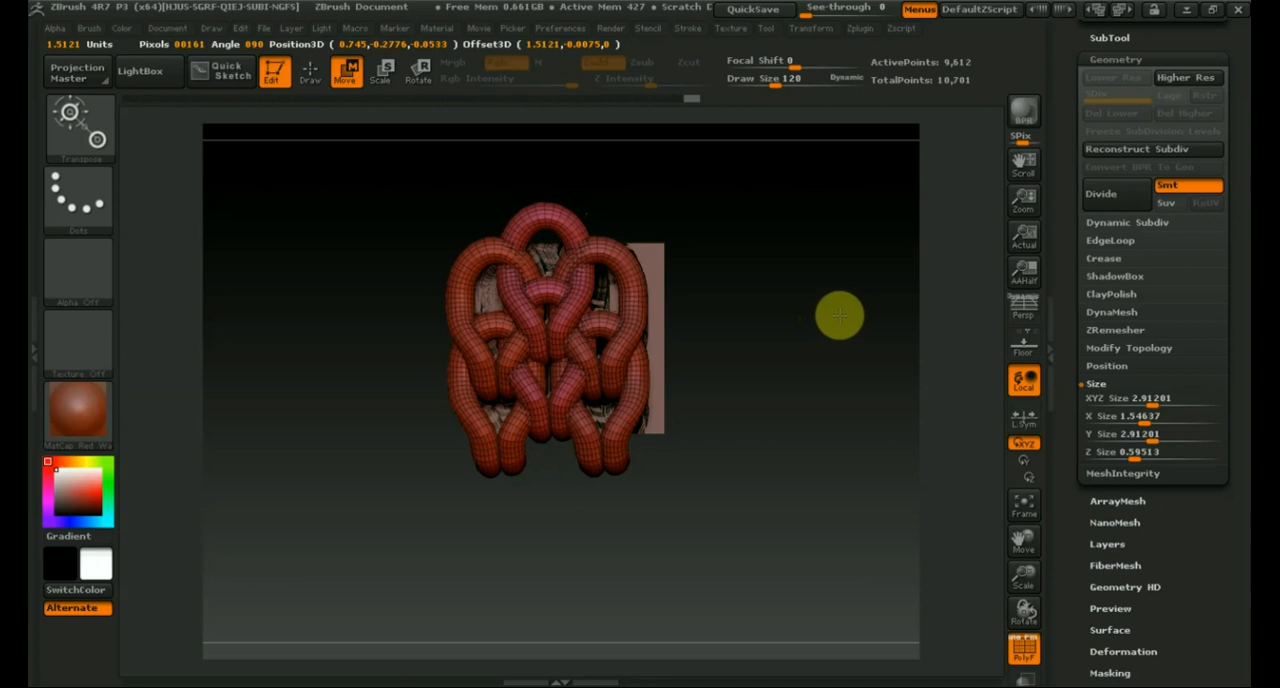 ZBrush 4R7 P3 (x64)[HJUS-SGRF-QIEJ-SUBI-NGFS] ZBrush Document • Free Mem 0.661GB • Active Mem 427 • Scratch D QuickSave See-through 0 Menus DefaultZScript
Alpha Brush Color Document Draw Edit File Layer Light Macro Marker Material Movie Picker Preferences Render Stencil Stroke Texture Tool Transform Zplugin Zscript
1.5121 Units Pixols 00161 Angle 090 Position3D ( 0.745,-0.2776,-0.0533 ) Offset3D ( 1.5121,-0.0075,0 )
Projection Master
LightBox
Quick Sketch
Edit
Draw
Move
Scale
Rotate
Mrgb Rgb M
Rgb Intensity
Zadd Zsub Zcut
Z Intensity
Focal Shift 0
Draw Size 120 Dynamic
ActivePoints: 9,612
TotalPoints: 10,701
Transpose
Dots
Alpha Off
Texture Off
MatCap Red Wa
Gradient
SwitchColor
Alternate
BPR
SPix
Scroll
Zoom
Actual
AAHalf
Dynamic
Persp
Floor
Local
L.Sym
XYZ
Frame
Move
Scale
Rotate
PolyF
SubTool
Geometry
Lower Res Higher Res
SDiv Cage Rstr
Del Lower Del Higher
Freeze SubDivision Levels
Reconstruct Subdiv
Convert BPR To Geo
Divide
Smt
Suv ReUV
Dynamic Subdiv
EdgeLoop
Crease
ShadowBox
ClayPolish
DynaMesh
ZRemesher
Modify Topology
Position
Size
XYZ Size 2.91201
X Size 1.54637
Y Size 2.91201
Z Size 0.59513
MeshIntegrity
ArrayMesh
NanoMesh
Layers
FiberMesh
Geometry HD
Preview
Surface
Deformation
Masking